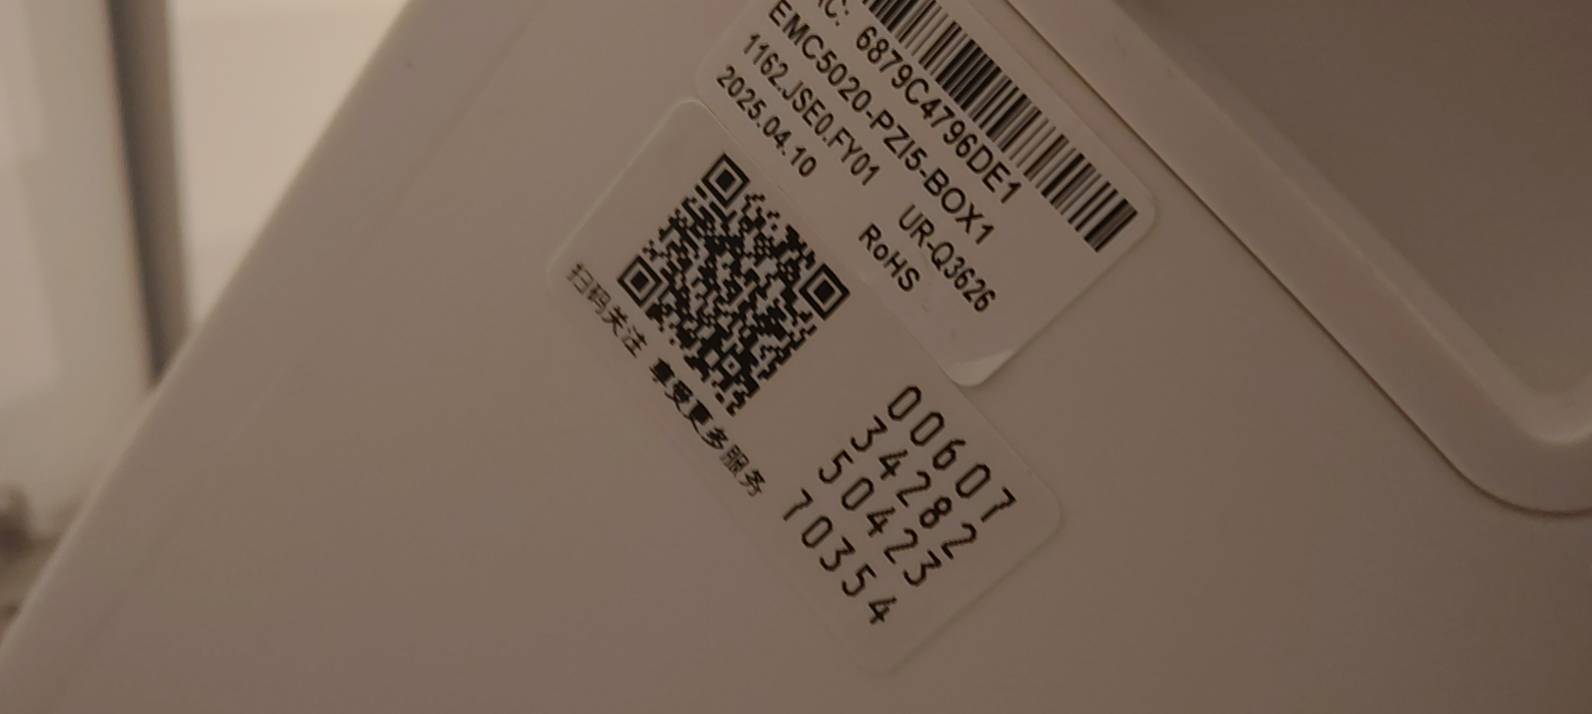 C: 6879C4796DE1
EMC5020-PZI5-BOX1
1162.JSE0.FY01 UR-Q3626
2025.04.10 RoHS
扫码关注 尊享更多服务
00607
34282
50423
70354